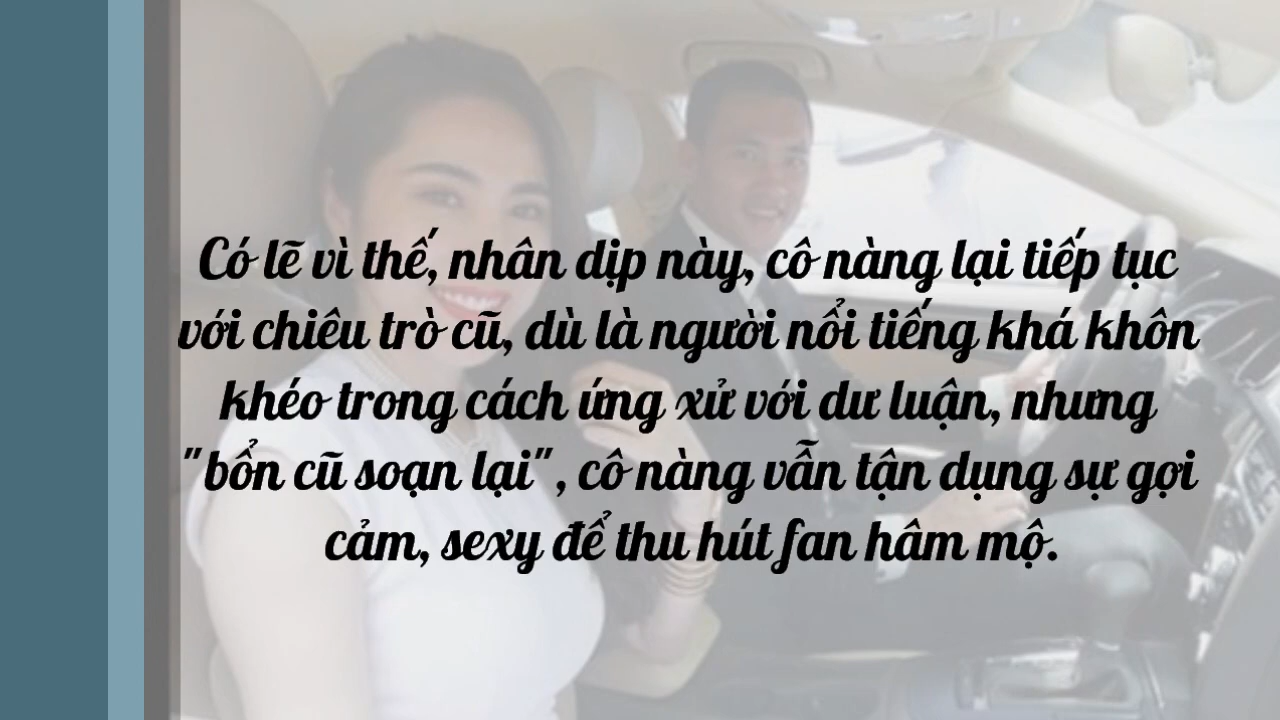 Có lẽ vì thế, nhân dịp này, cô nàng lại tiếp tục
với chiêu trò cũ, dù là người nổi tiếng khá khôn
khéo trong cách ứng xử với dư luận, nhưng
"bổn cũ soạn lại", cô nàng vẫn tận dụng sự gợi
cảm, sexy để thu hút fan hâm mộ.